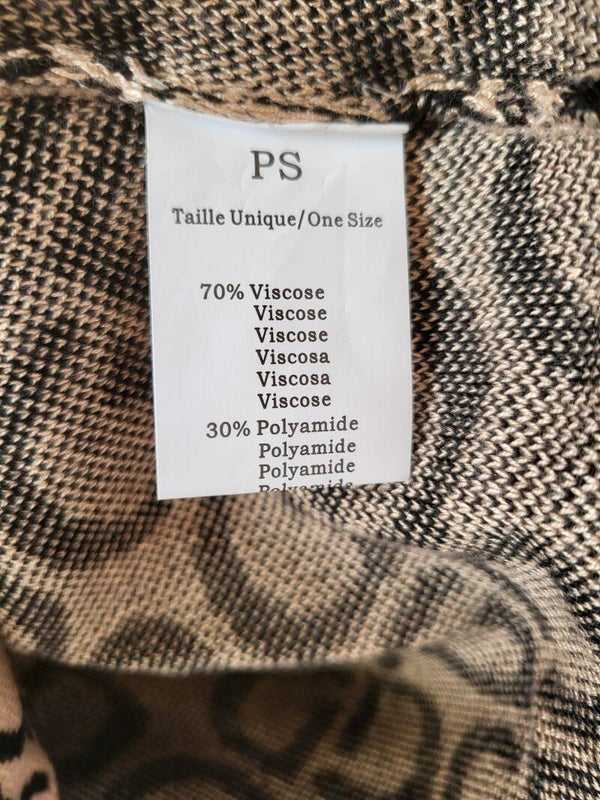 PS
Taille Unique/One Size
70% Viscose
Viscose
Viscose
Viscosa
Viscosa
Viscose
30% Polyamide
Polyamide
Polyamide